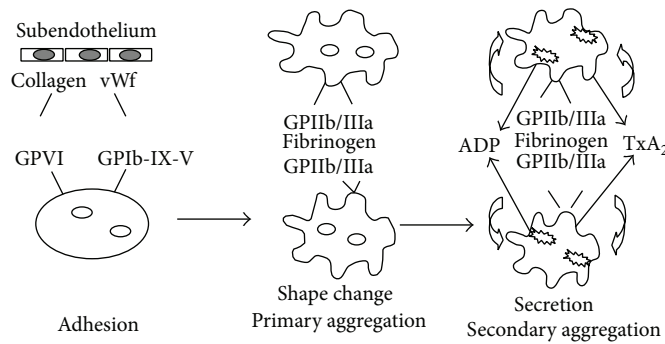 Subendothelium
Collagen vWf
GPVI GPIb-IX-V
Adhesion
GPIIb/IIIa
Fibrinogen
GPIIb/IIIa
Shape change
Primary aggregation
GPIIb/IIIa
ADP Fibrinogen TxA₂
GPIIb/IIIa
Secretion
Secondary aggregation